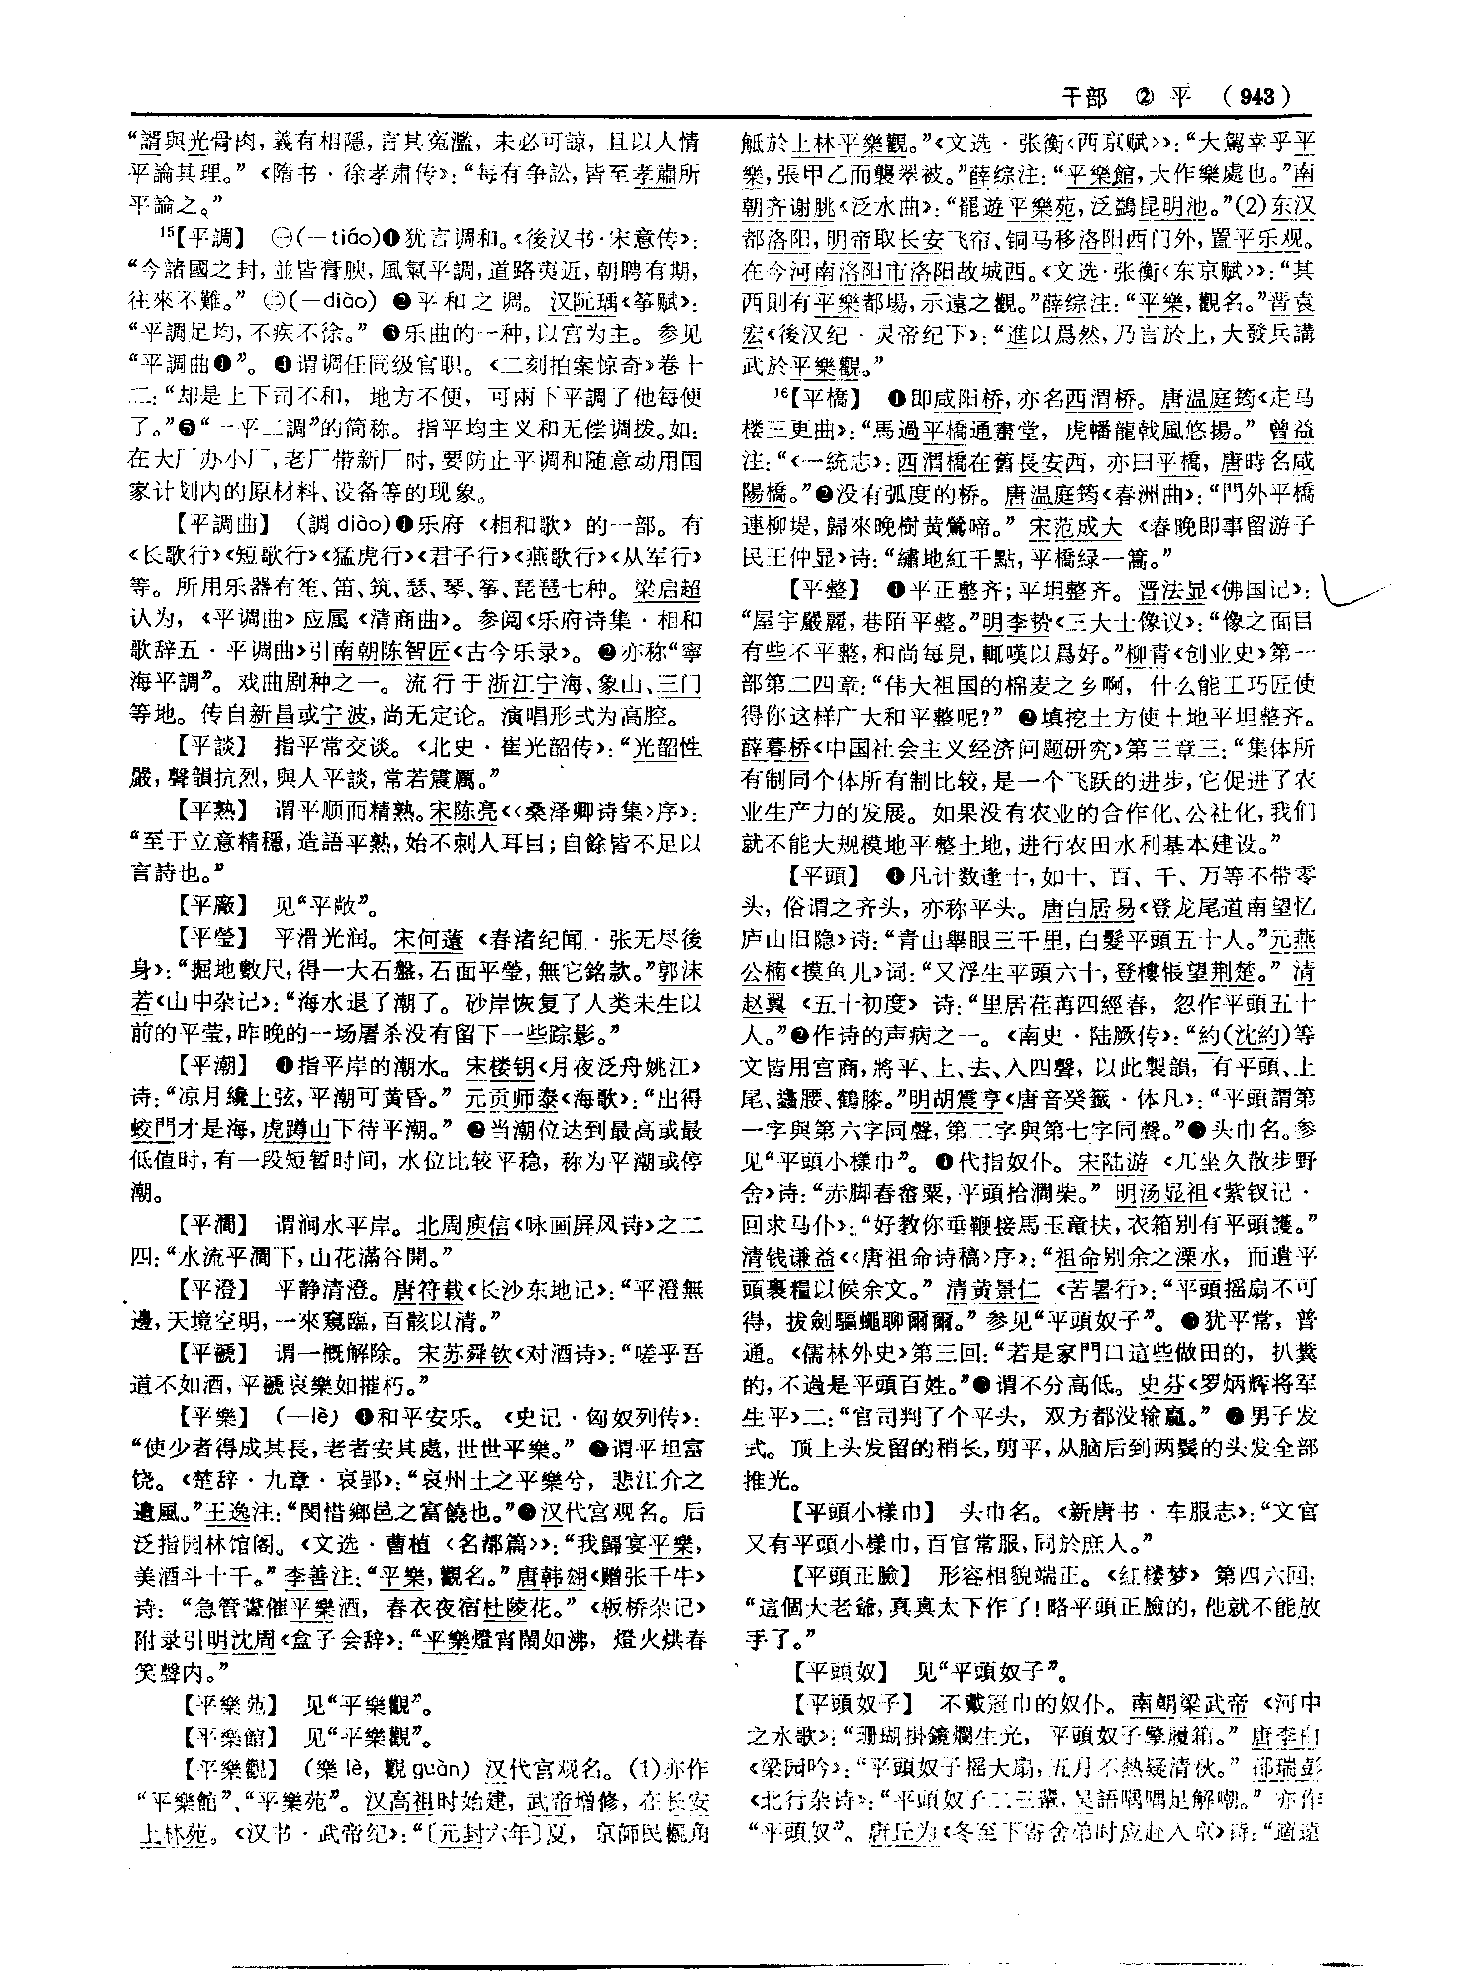 干部 ② 平 （943）
“謂與光骨肉，義有相隱，言其寃濫，未必可諒，且以人情
平論其理。”《隋书·徐孝肃传》：“每有争訟，皆至孝肅所
平論之。”
15【平調】 ㊀(—tiáo)❶犹言调和。《後汉书·宋意传》：
“今諸國之封，並皆膏腴，風氣平調，道路夷近，朝聘有期，
往來不難。” ㊁(—diào) ❷平和之调。汉阮瑀《筝赋》：
“平調足均，不疾不徐。” ❸乐曲的一种，以宫为主。参见
“平調曲❶”。❹谓调任同级官职。《二刻拍案惊奇》卷十
二：“却是上下司不和，地方不便，可兩下平調了他每便
了。”❺“一平二調”的简称。指平均主义和无偿调拨。如：
在大厂办小厂，老厂带新厂时，要防止平调和随意动用国
家计划内的原材料、设备等的现象。
【平調曲】 (調 diào)❶乐府《相和歌》的一部。有
《长歌行》《短歌行》《猛虎行》《君子行》《燕歌行》《从军行》
等。所用乐器有笙、笛、筑、瑟、琴、筝、琵琶七种。梁启超
认为，《平调曲》应属《清商曲》。参阅《乐府诗集·相和
歌辞五·平调曲》引南朝陈智匠《古今乐录》。❷亦称“寧
海平調”。戏曲剧种之一。流行于浙江宁海、象山、三门
等地。传自新昌或宁波，尚无定论。演唱形式为高腔。
【平談】 指平常交谈。《北史·崔光韶传》：“光韶性
嚴，聲韻抗烈，與人平談，常若震厲。”
【平熟】 谓平顺而精熟。宋陈亮《〈桑泽卿诗集〉序》：
“至于立意精穩，造語平熟，始不刺人耳目；自餘皆不足以
言詩也。”
【平廠】 见“平敞”。
【平瑩】 平滑光润。宋何薳《春渚纪闻·张无尽後
身》：“掘地數尺，得一大石盤，石面平瑩，無它銘款。”郭沫
若《山中杂记》：“海水退了潮了。砂岸恢复了人类未生以
前的平莹，昨晚的一场屠杀没有留下一些踪影。”
【平潮】 ❶指平岸的潮水。宋楼钥《月夜泛舟姚江》
诗：“凉月纔上弦，平潮可黄昏。”元贡师泰《海歌》：“出得
蛟門才是海，虎蹲山下待平潮。” ❷当潮位达到最高或最
低值时，有一段短暂时间，水位比较平稳，称为平潮或停
潮。
【平澗】 谓涧水平岸。北周庾信《咏画屏风诗》之二
四：“水流平澗下，山花滿谷開。”
【平澄】 平静清澄。唐符载《长沙东地记》：“平澄無
邊，天境空明，一來窺臨，百骸以清。”
【平褫】 谓一概解除。宋苏舜钦《对酒诗》：“嗟乎吾
道不如酒，平褫哀樂如摧朽。”
【平樂】 (—lè) ❶和平安乐。《史记·匈奴列传》：
“使少者得成其長，老者安其處，世世平樂。” ❷谓平坦富
饶。《楚辞·九章·哀郢》：“哀州土之平樂兮，悲江介之
遺風。”王逸注：“閔惜鄉邑之富饒也。”❸汉代宫观名。后
泛指园林馆阁。《文选·曹植〈名都篇〉》：“我歸宴平樂，
美酒斗十千。”李善注：“平樂，觀名。”唐韩翃《赠张千牛》
诗：“急管晝催平樂酒，春衣夜宿杜陵花。”《板桥杂记》
附录引明沈周《盒子会辞》：“平樂燈宵閙如沸，燈火烘春
笑聲内。”
【平樂苑】 见“平樂觀”。
【平樂館】 见“平樂觀”。
【平樂觀】 (樂 lè，觀 guàn) 汉代宫观名。(1)亦作
“平樂館”、“平樂苑”。汉高祖时始建，武帝增修，在长安
上林苑。《汉书·武帝纪》：“〔元封六年〕夏，京師民觀角
觝於上林平樂觀。”《文选·张衡〈西京赋〉》：“大駕幸乎平
樂，張甲乙而襲翠被。”薛综注：“平樂館，大作樂處也。”南
朝齐谢朓《泛水曲》：“罷遊平樂苑，泛鷁昆明池。”(2)东汉
都洛阳，明帝取长安飞帘、铜马移洛阳西门外，置平乐观。
在今河南洛阳市洛阳故城西。《文选·张衡〈东京赋〉》：“其
西則有平樂都場，示遠之觀。”薛综注：“平樂，觀名。”晋袁
宏《後汉纪·灵帝纪下》：“進以爲然，乃言於上，大發兵講
武於平樂觀。”
16【平橋】 ❶即咸阳桥，亦名西渭桥。唐温庭筠《走马
楼三更曲》：“馬過平橋通畫堂，虎幡龍戟風悠揚。”曾益
注：“《一统志》：西渭橋在舊長安西，亦曰平橋，唐時名咸
陽橋。”❷没有弧度的桥。唐温庭筠《春洲曲》：“門外平橋
連柳堤，歸來晚樹黄鶯啼。”宋范成大《春晚即事留游子
民王仲显》诗：“繡地紅千點，平橋緑一篙。”
【平整】 ❶平正整齐；平坦整齐。晋法显《佛国记》：
“屋宇嚴麗，巷陌平整。”明李贽《三大士像议》：“像之面目
有些不平整，和尚每見，輒嘆以爲好。”柳青《创业史》第一
部第二四章：“伟大祖国的棉麦之乡啊，什么能工巧匠使
得你这样广大和平整呢？” ❷填挖土方使土地平坦整齐。
薛暮桥《中国社会主义经济问题研究》第三章三：“集体所
有制同个体所有制比较，是一个飞跃的进步，它促进了农
业生产力的发展。如果没有农业的合作化、公社化，我们
就不能大规模地平整土地，进行农田水利基本建设。”
【平頭】 ❶凡计数逢十，如十、百、千、万等不带零
头，俗谓之齐头，亦称平头。唐白居易《登龙尾道南望忆
庐山旧隐》诗：“青山舉眼三千里，白髮平頭五十人。”元燕
公楠《摸鱼儿》词：“又浮生平頭六十，登樓悵望荆楚。”清
赵翼《五十初度》诗：“里居荏苒四經春，忽作平頭五十
人。”❷作诗的声病之一。《南史·陆厥传》：“約(沈約)等
文皆用宫商，將平、上、去、入四聲，以此製韻，有平頭、上
尾、蠭腰、鶴膝。”明胡震亨《唐音癸籤·体凡》：“平頭謂第
一字與第六字同聲，第二字與第七字同聲。”❸头巾名。参
见“平頭小樣巾”。❹代指奴仆。宋陆游《兀坐久散步野
舍》诗：“赤脚舂畬粟，平頭拾澗柴。”明汤显祖《紫钗记·
回求马仆》：“好教你垂鞭接馬玉童扶，衣箱别有平頭護。”
清钱谦益《〈唐祖命诗稿〉序》：“祖命别余之溧水，而遣平
頭裹糧以候余文。”清黄景仁《苦暑行》：“平頭摇扇不可
得，拔劍驅蠅聊爾爾。”参见“平頭奴子”。❺犹平常，普
通。《儒林外史》第三回：“若是家門口這些做田的，扒糞
的，不過是平頭百姓。”❻谓不分高低。史芬《罗炳辉将军
生平》二：“官司判了个平头，双方都没输赢。” ❼男子发
式。顶上头发留的稍长，剪平，从脑后到两鬓的头发全部
推光。
【平頭小樣巾】 头巾名。《新唐书·车服志》：“文官
又有平頭小樣巾，百官常服，同於庶人。”
【平頭正臉】 形容相貌端正。《红楼梦》第四六回：
“這個大老爺，真真太下作了！略平頭正臉的，他就不能放
手了。”
【平頭奴】 见“平頭奴子”。
【平頭奴子】 不戴冠巾的奴仆。南朝梁武帝《河中
之水歌》：“珊瑚掛鏡爛生光，平頭奴子擎履箱。”唐李白
《梁园吟》：“平頭奴子摇大扇，五月不熱疑清秋。”邵瑞彭
《北行杂诗》：“平頭奴子二三輩，吴語喁喁足解嘲。”亦作
“平頭奴”。唐丘为《冬至下寄舍弟时应赴入京》诗：“適遠